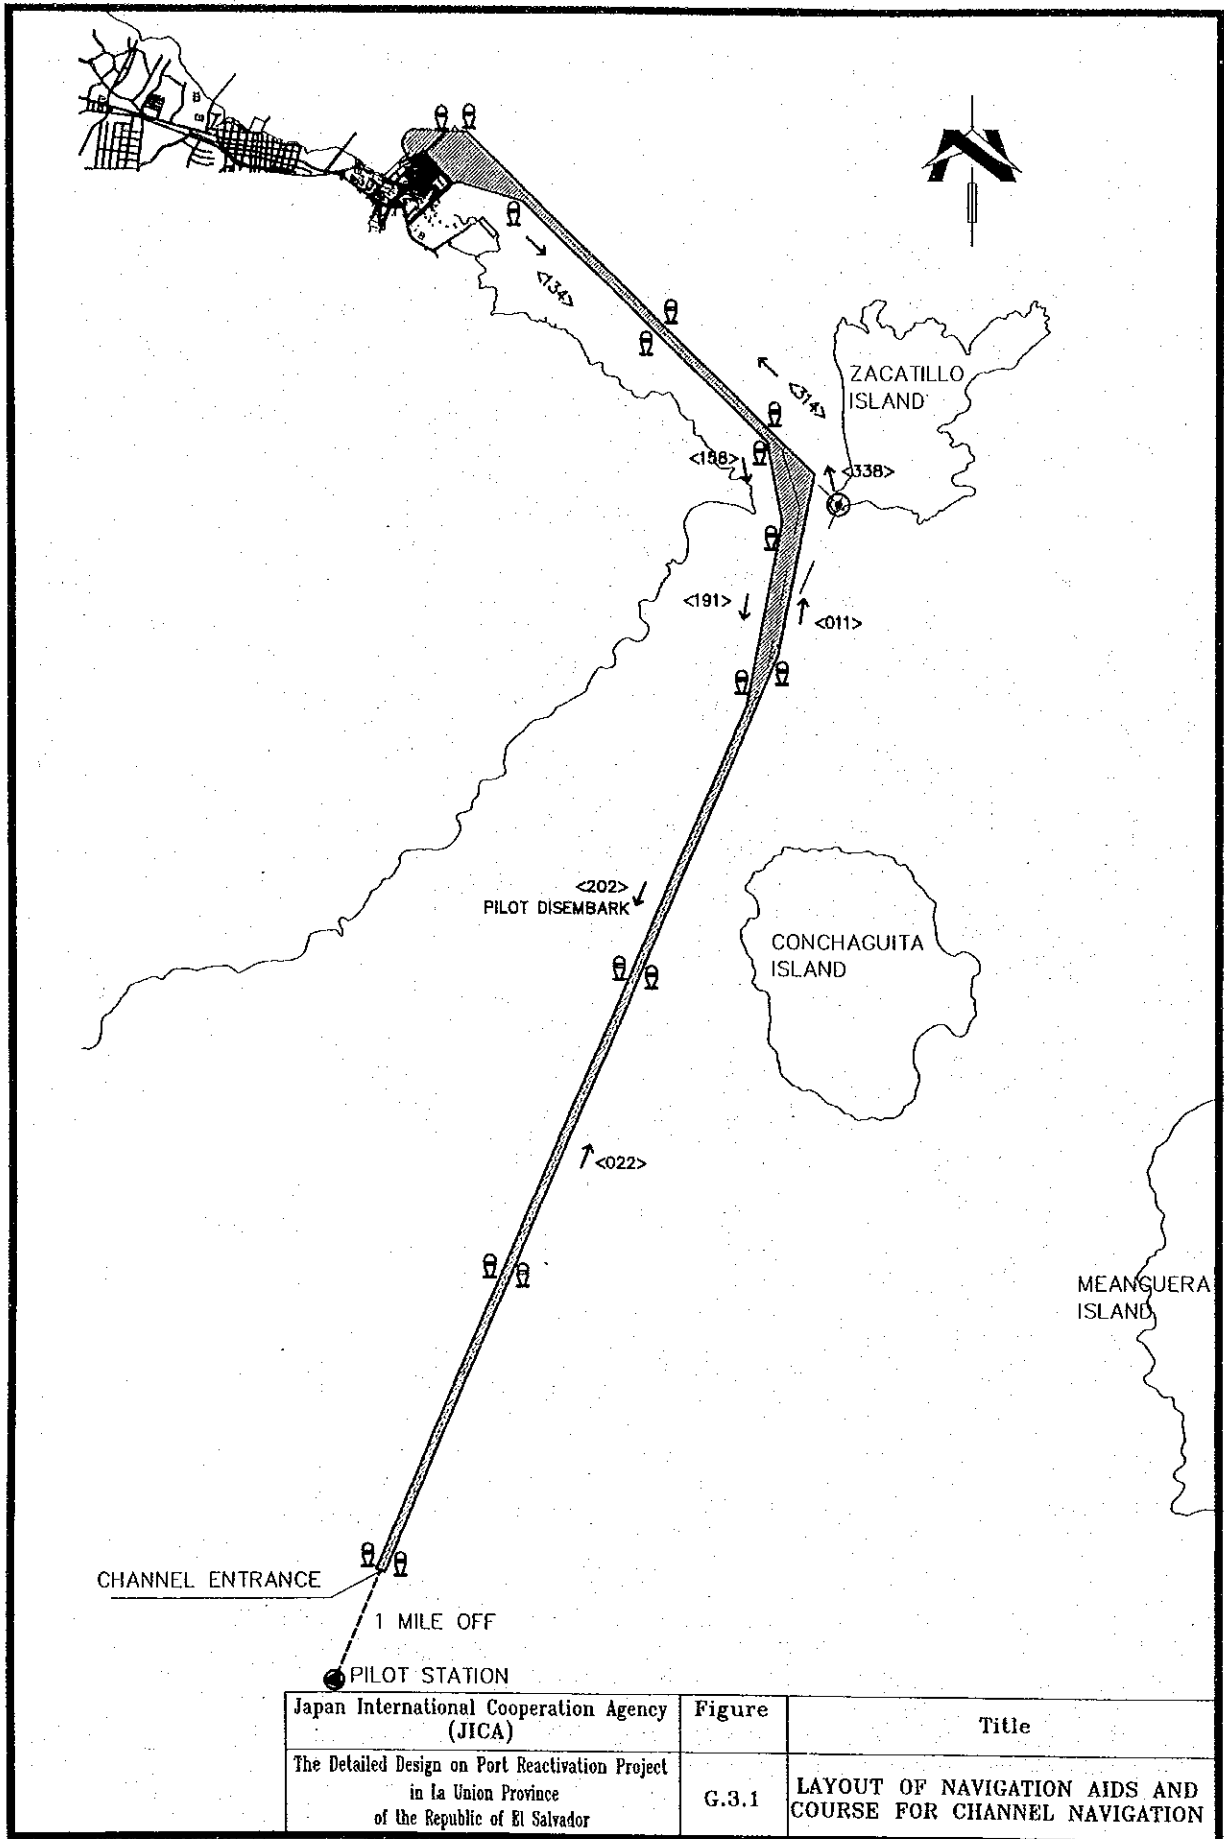 <134>
ZACATILLO
ISLAND
<314>
<158>
<338>
<191>
<011>
<202>
PILOT DISEMBARK
CONCHAGUITA
ISLAND
<022>
MEANGUERA
ISLAND
CHANNEL ENTRANCE
1 MILE OFF
PILOT STATION
Japan International Cooperation Agency
(JICA)
Figure
Title
The Detailed Design on Port Reactivation Project
in La Union Province
of the Republic of El Salvador
G.3.1
LAYOUT OF NAVIGATION AIDS AND
COURSE FOR CHANNEL NAVIGATION